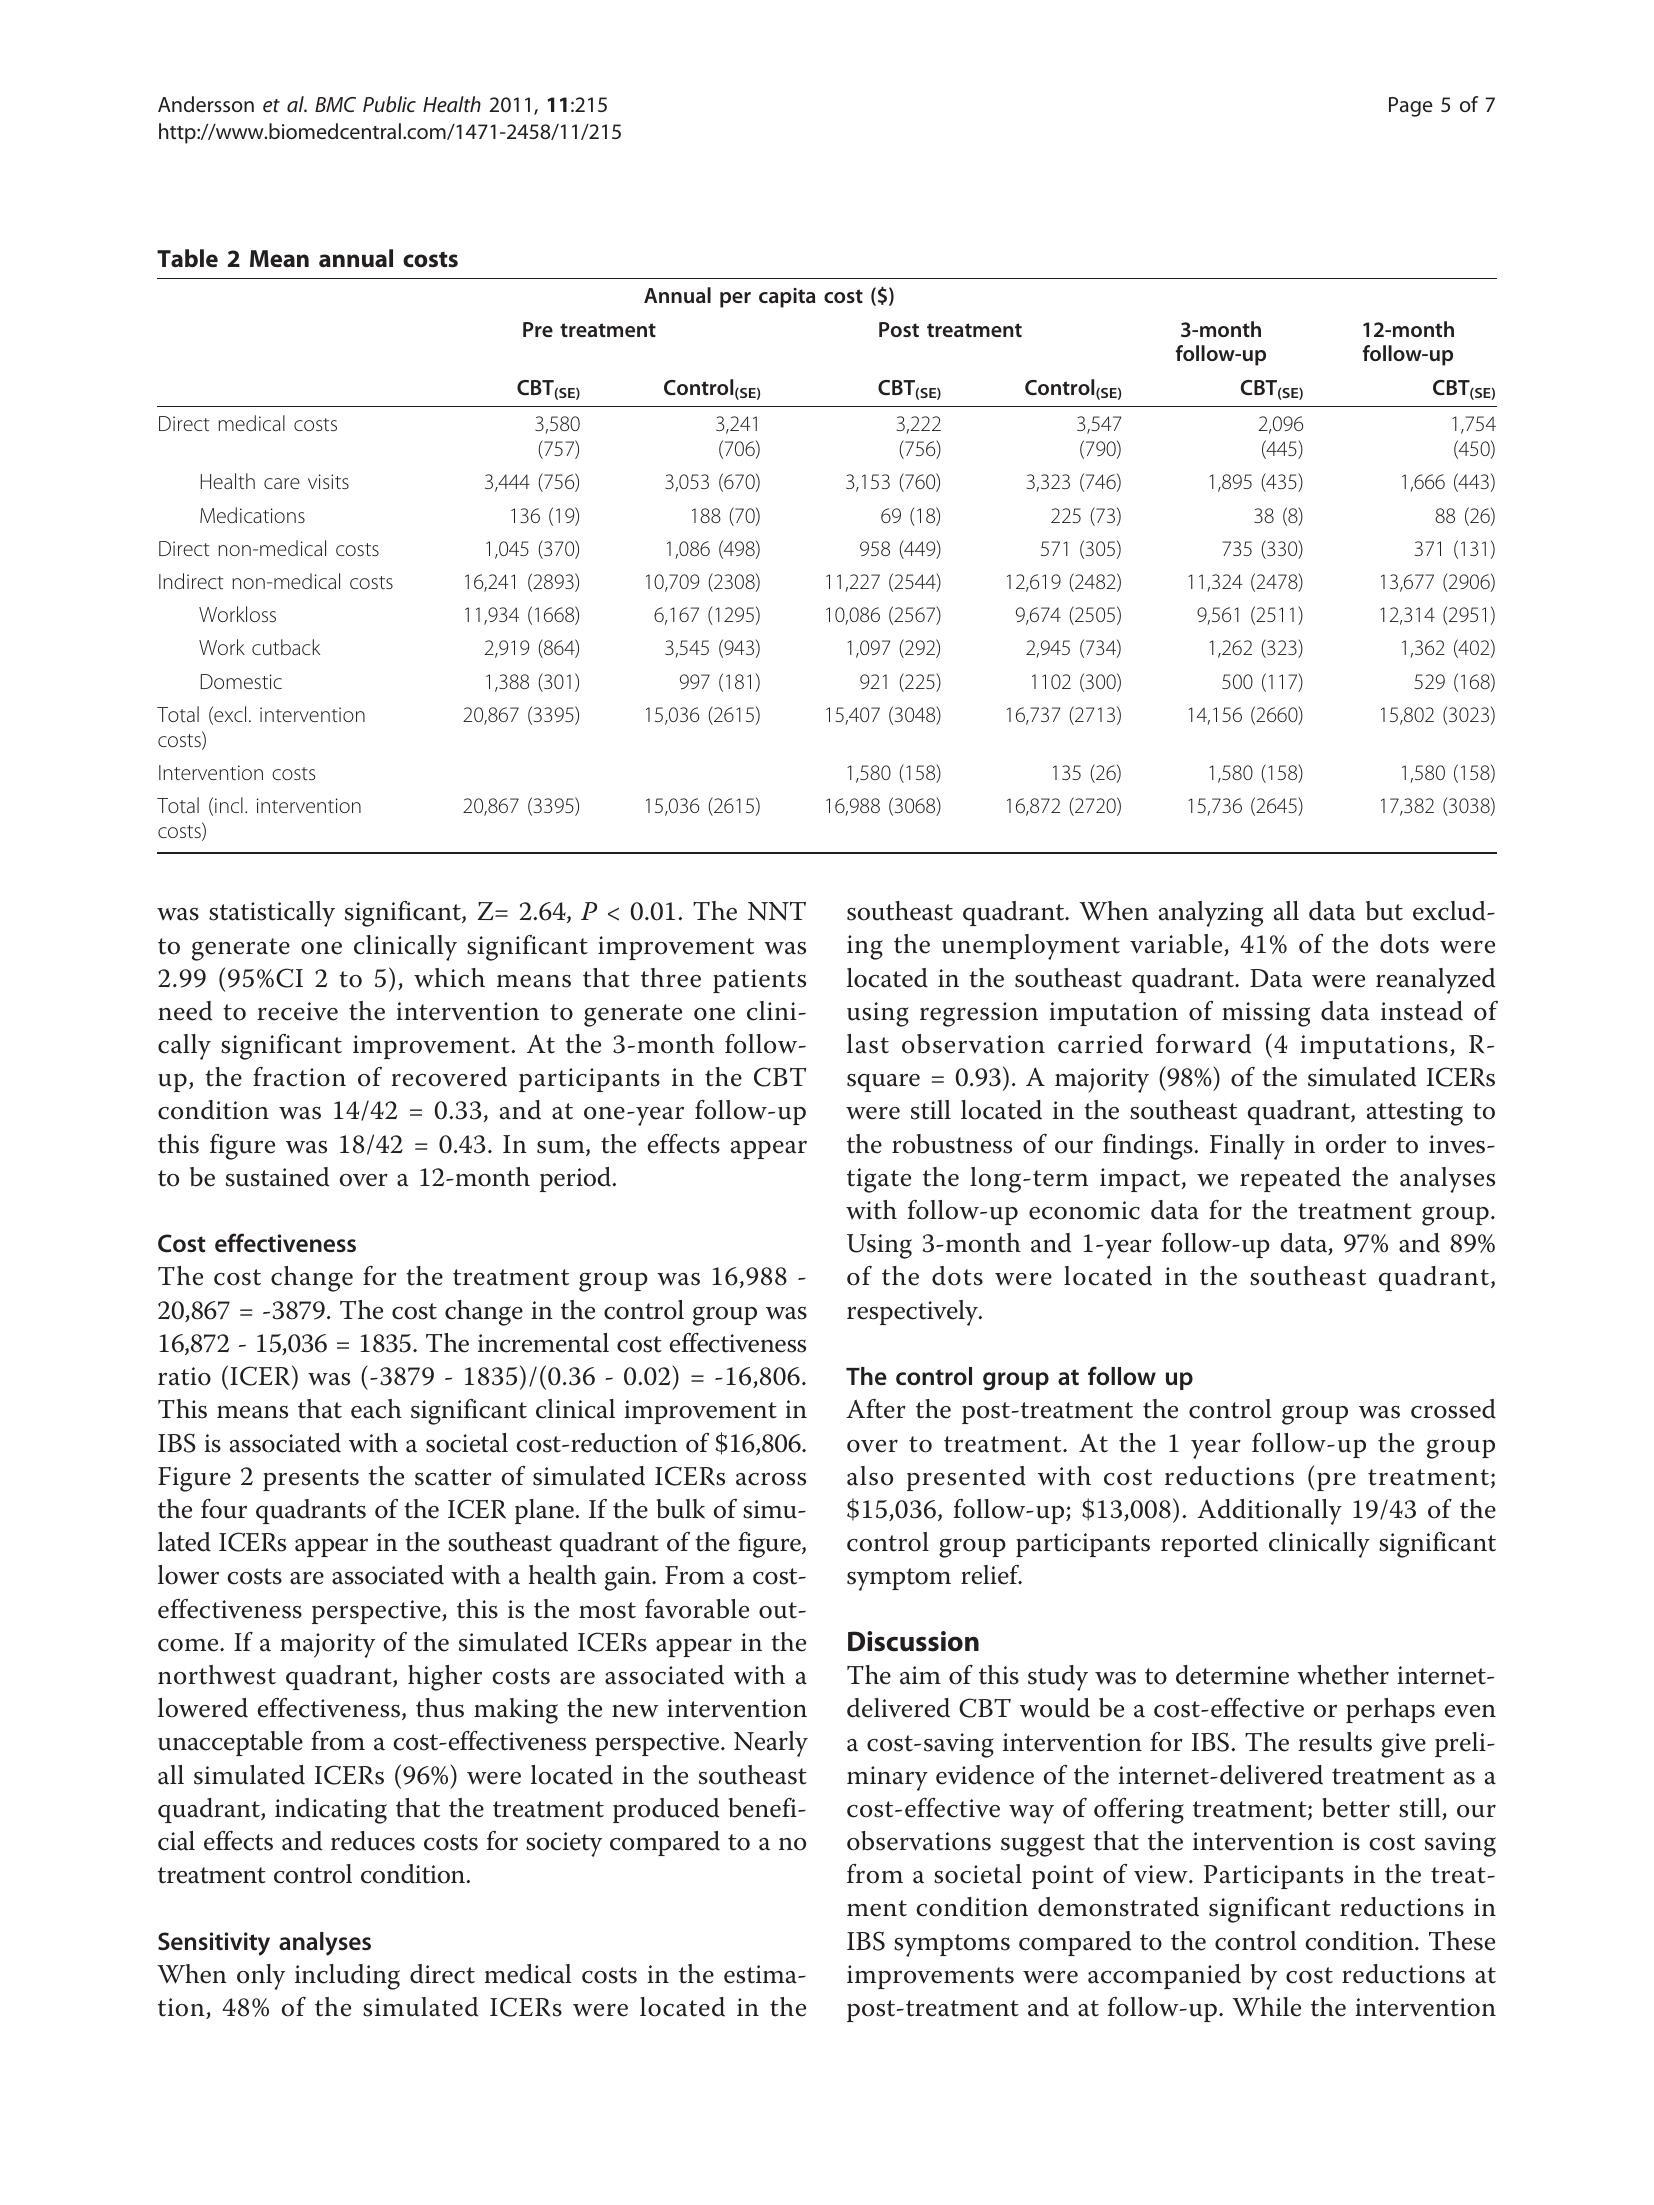 Andersson et al. BMC Public Health 2011, 11:215
http://www.biomedcentral.com/1471-2458/11/215
Page 5 of 7
Table 2 Mean annual costs
Annual per capita cost ($)
Pre treatment Post treatment 3-month follow-up 12-month follow-up
CBT(SE) Control(SE) CBT(SE) Control(SE) CBT(SE) CBT(SE)
Direct medical costs 3,580 (757) 3,241 (706) 3,222 (756) 3,547 (790) 2,096 (445) 1,754 (450)
Health care visits 3,444 (756) 3,053 (670) 3,153 (760) 3,323 (746) 1,895 (435) 1,666 (443)
Medications 136 (19) 188 (70) 69 (18) 225 (73) 38 (8) 88 (26)
Direct non-medical costs 1,045 (370) 1,086 (498) 958 (449) 571 (305) 735 (330) 371 (131)
Indirect non-medical costs 16,241 (2893) 10,709 (2308) 11,227 (2544) 12,619 (2482) 11,324 (2478) 13,677 (2906)
Workloss 11,934 (1668) 6,167 (1295) 10,086 (2567) 9,674 (2505) 9,561 (2511) 12,314 (2951)
Work cutback 2,919 (864) 3,545 (943) 1,097 (292) 2,945 (734) 1,262 (323) 1,362 (402)
Domestic 1,388 (301) 997 (181) 921 (225) 1102 (300) 500 (117) 529 (168)
Total (excl. intervention costs) 20,867 (3395) 15,036 (2615) 15,407 (3048) 16,737 (2713) 14,156 (2660) 15,802 (3023)
Intervention costs 1,580 (158) 135 (26) 1,580 (158) 1,580 (158)
Total (incl. intervention costs) 20,867 (3395) 15,036 (2615) 16,988 (3068) 16,872 (2720) 15,736 (2645) 17,382 (3038)
was statistically significant, Z= 2.64, P < 0.01. The NNT
to generate one clinically significant improvement was
2.99 (95%CI 2 to 5), which means that three patients
need to receive the intervention to generate one clini-
cally significant improvement. At the 3-month follow-
up, the fraction of recovered participants in the CBT
condition was 14/42 = 0.33, and at one-year follow-up
this figure was 18/42 = 0.43. In sum, the effects appear
to be sustained over a 12-month period.
Cost effectiveness
The cost change for the treatment group was 16,988 -
20,867 = -3879. The cost change in the control group was
16,872 - 15,036 = 1835. The incremental cost effectiveness
ratio (ICER) was (-3879 - 1835)/(0.36 - 0.02) = -16,806.
This means that each significant clinical improvement in
IBS is associated with a societal cost-reduction of $16,806.
Figure 2 presents the scatter of simulated ICERs across
the four quadrants of the ICER plane. If the bulk of simu-
lated ICERs appear in the southeast quadrant of the figure,
lower costs are associated with a health gain. From a cost-
effectiveness perspective, this is the most favorable out-
come. If a majority of the simulated ICERs appear in the
northwest quadrant, higher costs are associated with a
lowered effectiveness, thus making the new intervention
unacceptable from a cost-effectiveness perspective. Nearly
all simulated ICERs (96%) were located in the southeast
quadrant, indicating that the treatment produced benefi-
cial effects and reduces costs for society compared to a no
treatment control condition.
Sensitivity analyses
When only including direct medical costs in the estima-
tion, 48% of the simulated ICERs were located in the
southeast quadrant. When analyzing all data but exclud-
ing the unemployment variable, 41% of the dots were
located in the southeast quadrant. Data were reanalyzed
using regression imputation of missing data instead of
last observation carried forward (4 imputations, R-
square = 0.93). A majority (98%) of the simulated ICERs
were still located in the southeast quadrant, attesting to
the robustness of our findings. Finally in order to inves-
tigate the long-term impact, we repeated the analyses
with follow-up economic data for the treatment group.
Using 3-month and 1-year follow-up data, 97% and 89%
of the dots were located in the southeast quadrant,
respectively.
The control group at follow up
After the post-treatment the control group was crossed
over to treatment. At the 1 year follow-up the group
also presented with cost reductions (pre treatment;
$15,036, follow-up; $13,008). Additionally 19/43 of the
control group participants reported clinically significant
symptom relief.
Discussion
The aim of this study was to determine whether internet-
delivered CBT would be a cost-effective or perhaps even
a cost-saving intervention for IBS. The results give preli-
minary evidence of the internet-delivered treatment as a
cost-effective way of offering treatment; better still, our
observations suggest that the intervention is cost saving
from a societal point of view. Participants in the treat-
ment condition demonstrated significant reductions in
IBS symptoms compared to the control condition. These
improvements were accompanied by cost reductions at
post-treatment and at follow-up. While the intervention